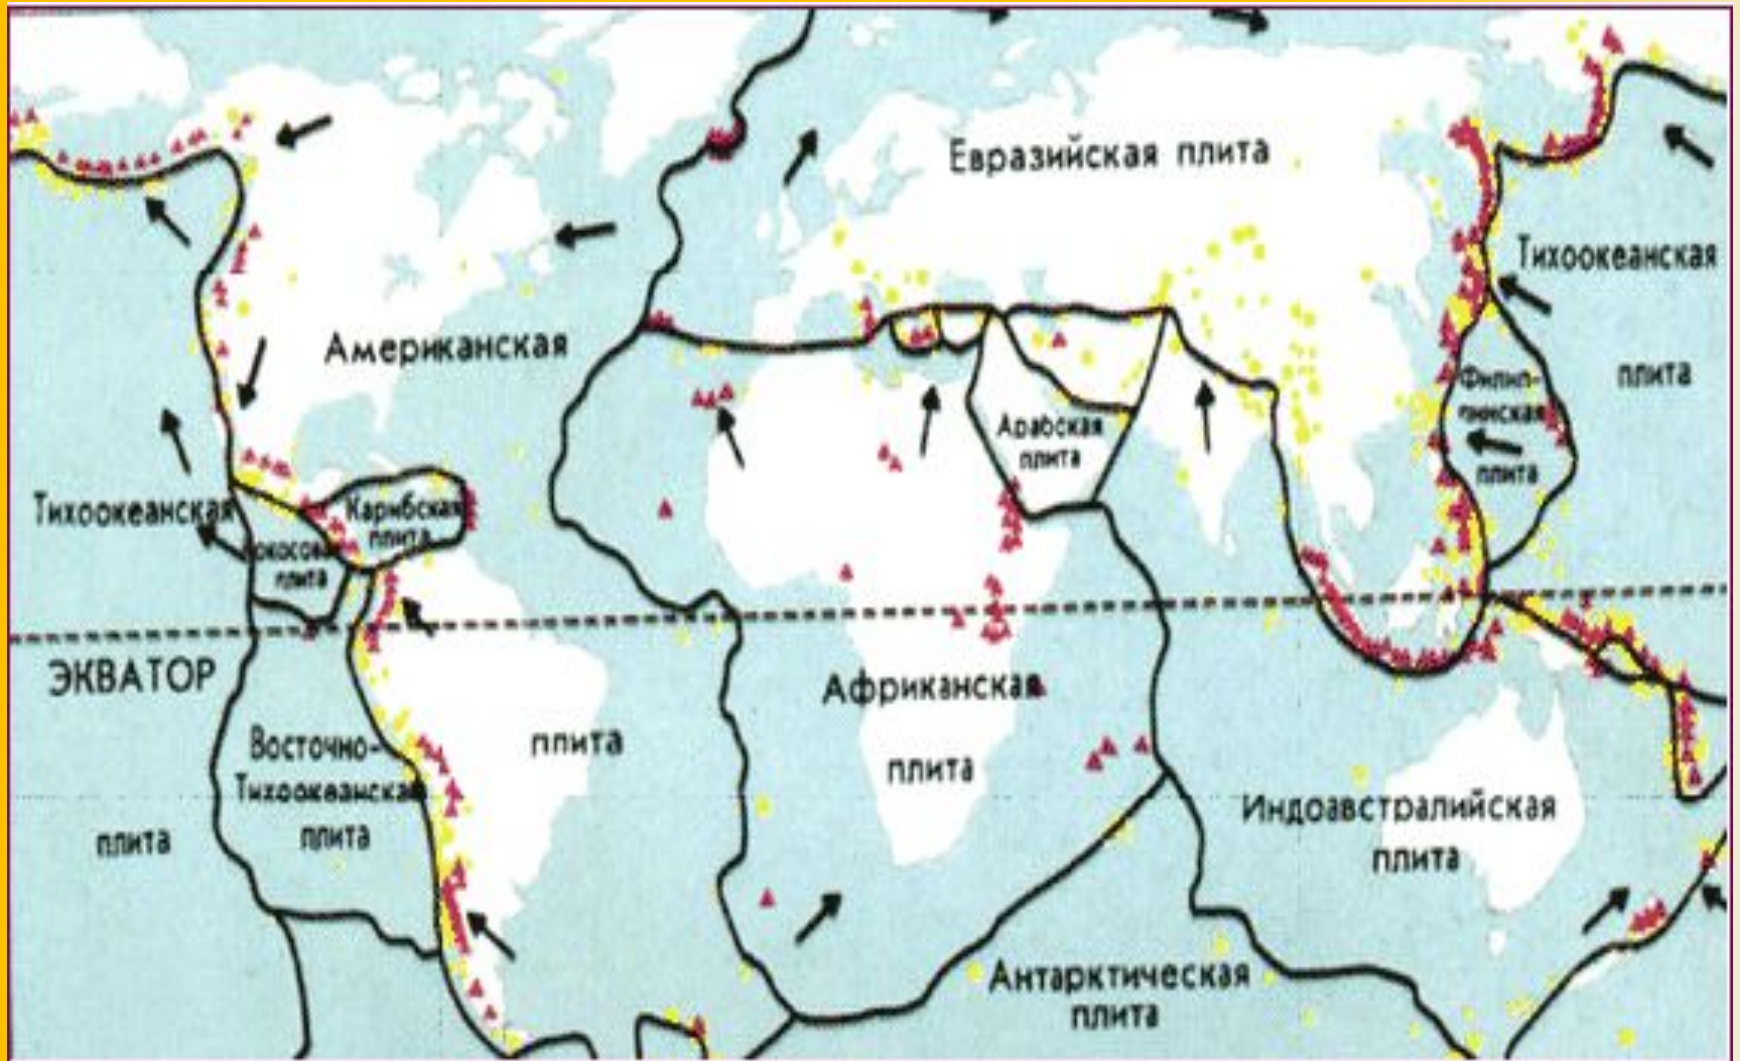 Евразийская плита
Тихоокеанская
плита
Филип-
пинская
плита
Американская
плита
Арабская
плита
Тихоокеанская
плита
Карибская
плита
плита
ЭКВАТОР
Африканская
плита
Восточно-
Тихоокеанская
плита
Индоавстралийская
плита
Антарктическая
плита